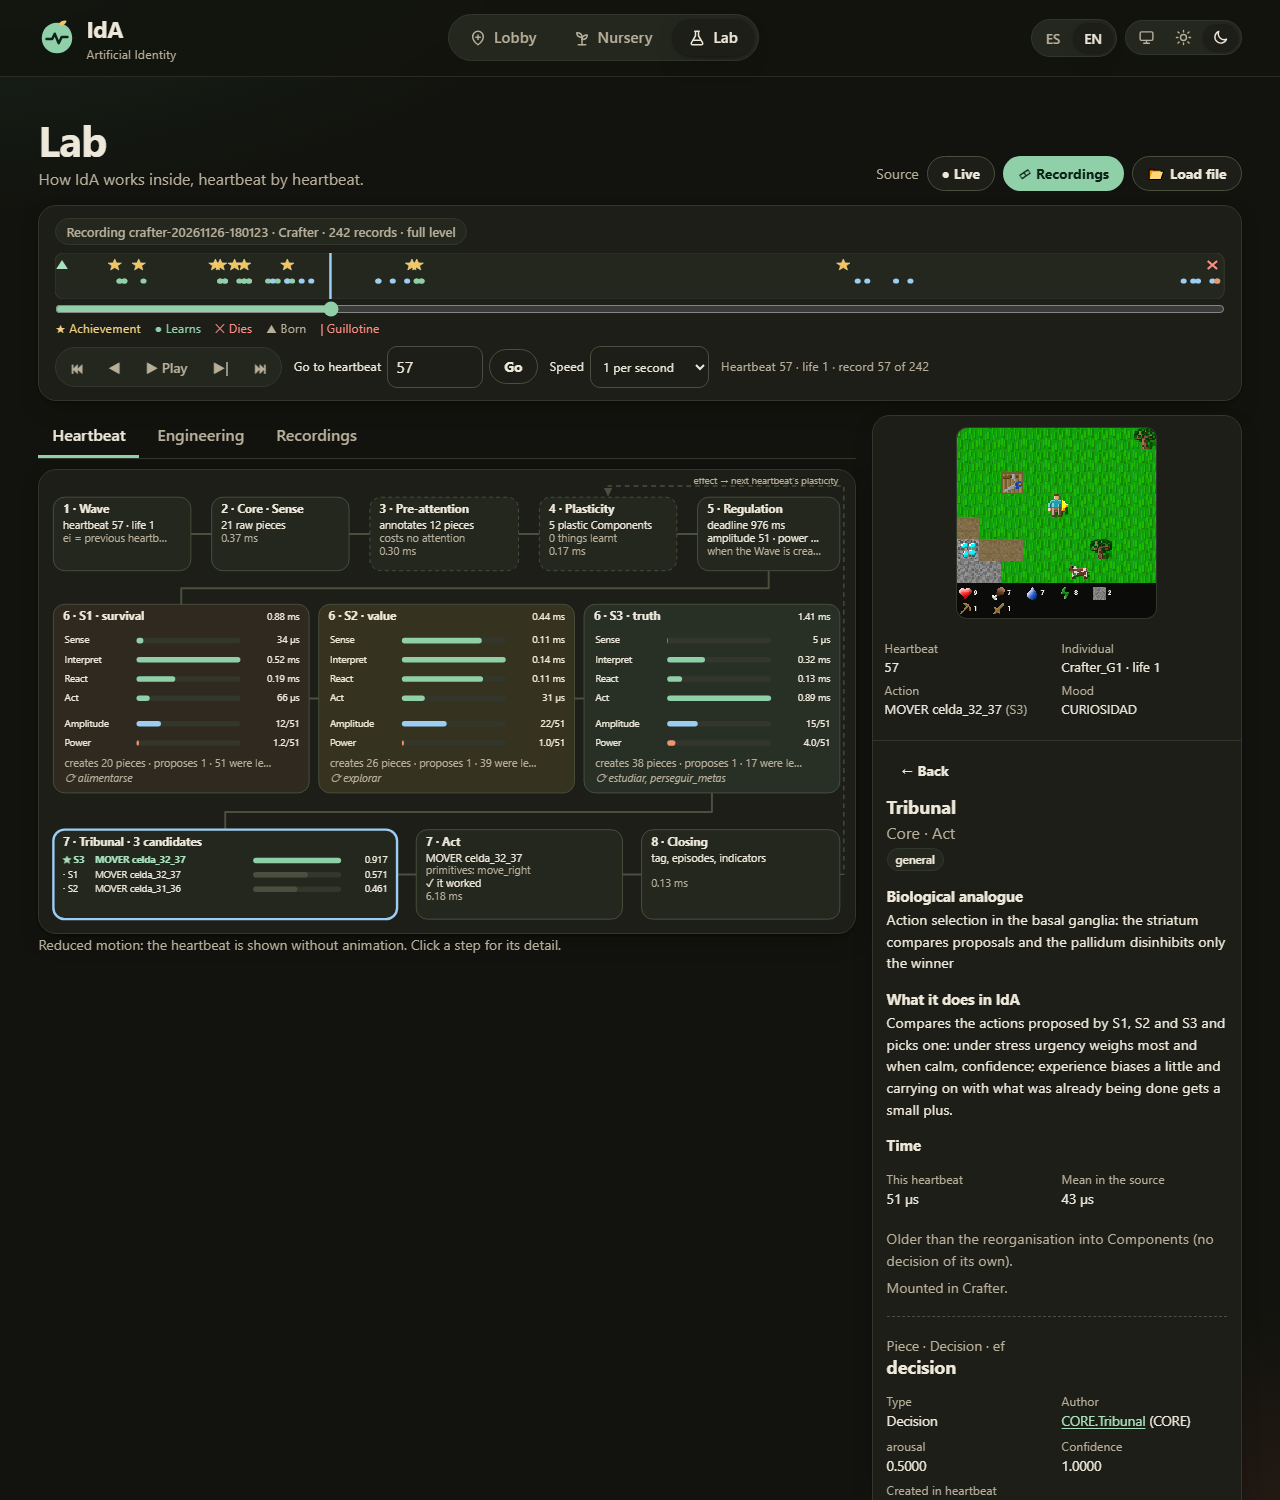 IdA
Artificial Identity
Lobby
Nursery
Lab
ES
EN
Lab
How IdA works inside, heartbeat by heartbeat.
Source
Live
Recordings
Load file
Recording crafter-20261126-180123 · Crafter · 242 records · full level
★ Achievement
● Learns
Dies
▲ Born
| Guillotine
Play
Go to heartbeat
57
Go
Speed
1 per second
Heartbeat 57 · life 1 · record 57 of 242
Heartbeat
Engineering
Recordings
effect → next heartbeat's plasticity
1 · Wave
heartbeat 57 · life 1
ei = previous heartb...
2 · Core · Sense
21 raw pieces
0.37 ms
3 · Pre-attention
annotates 12 pieces
costs no attention
0.30 ms
4 · Plasticity
5 plastic Components
0 things learnt
0.17 ms
5 · Regulation
deadline 976 ms
amplitude 51 · power ...
when the Wave is crea...
6 · S1 · survival
0.88 ms
Sense
34 µs
Interpret
0.52 ms
React
0.19 ms
Act
66 µs
Amplitude
12/51
Power
1.2/51
creates 20 pieces · proposes 1 · 51 were le...
alimentarse
6 · S2 · value
0.44 ms
Sense
0.11 ms
Interpret
0.14 ms
React
0.11 ms
Act
31 µs
Amplitude
22/51
Power
1.0/51
creates 26 pieces · proposes 1 · 39 were le...
explorar
6 · S3 · truth
1.41 ms
Sense
5 µs
Interpret
0.32 ms
React
0.13 ms
Act
0.89 ms
Amplitude
15/51
Power
4.0/51
creates 38 pieces · proposes 1 · 17 were le...
estudiar, perseguir_metas
7 · Tribunal · 3 candidates
★ S3 MOVER celda_32_37 0.917
· S1 MOVER celda_32_37 0.571
· S2 MOVER celda_31_36 0.461
7 · Act
MOVER celda_32_37
primitives: move_right
✓ it worked
6.18 ms
8 · Closing
tag, episodes, indicators
0.13 ms
Reduced motion: the heartbeat is shown without animation. Click a step for its detail.
9 7 7 8 2
1 1
Heartbeat
57
Individual
Crafter_G1 · life 1
Action
MOVER celda_32_37 (S3)
Mood
CURIOSIDAD
← Back
Tribunal
Core · Act
general
Biological analogue
Action selection in the basal ganglia: the striatum
compares proposals and the pallidum disinhibits only
the winner
What it does in IdA
Compares the actions proposed by S1, S2 and S3 and
picks one: under stress urgency weighs most and
when calm, confidence; experience biases a little and
carrying on with what was already being done gets a
small plus.
Time
This heartbeat
51 µs
Mean in the source
43 µs
Older than the reorganisation into Components (no
decision of its own).
Mounted in Crafter.
Piece · Decision · ef
decision
Type
Decision
Author
CORE.Tribunal (CORE)
arousal
0.5000
Confidence
1.0000
Created in heartbeat